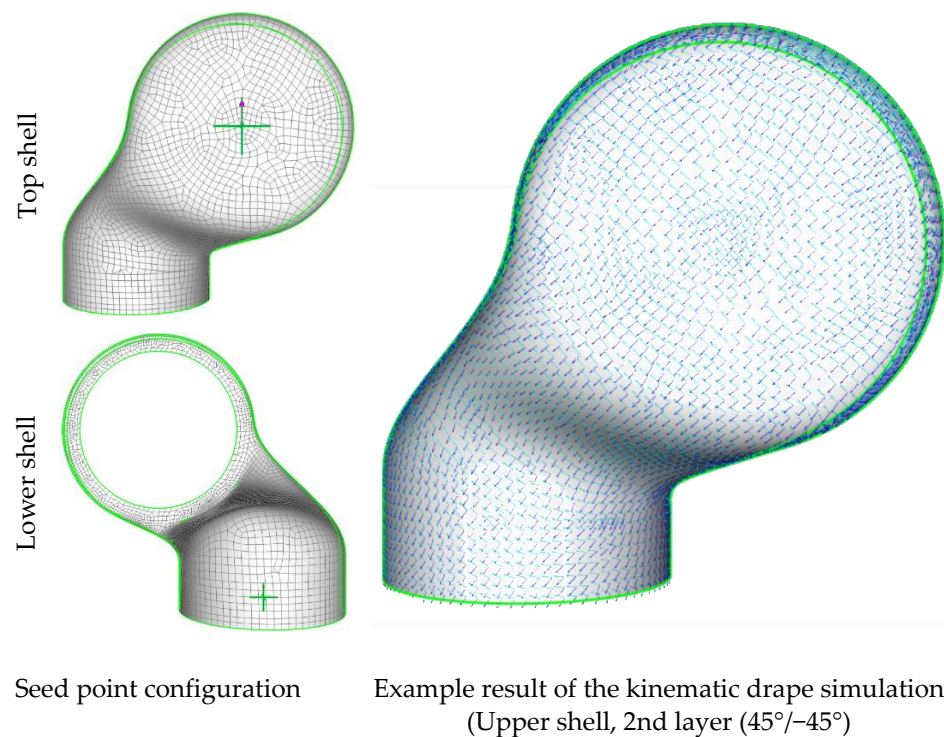 Top shell
Lower shell
Seed point configuration
Example result of the kinematic drape simulation
(Upper shell, 2nd layer (45°/−45°)